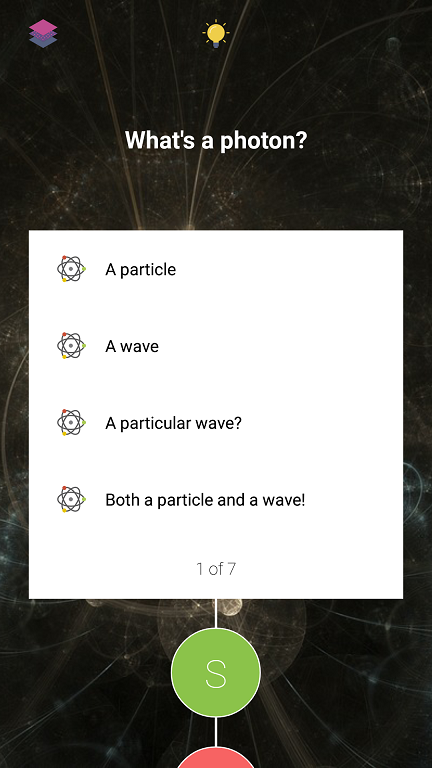 What's a photon?
A particle
A wave
A particular wave?
Both a particle and a wave!
1 of 7
S